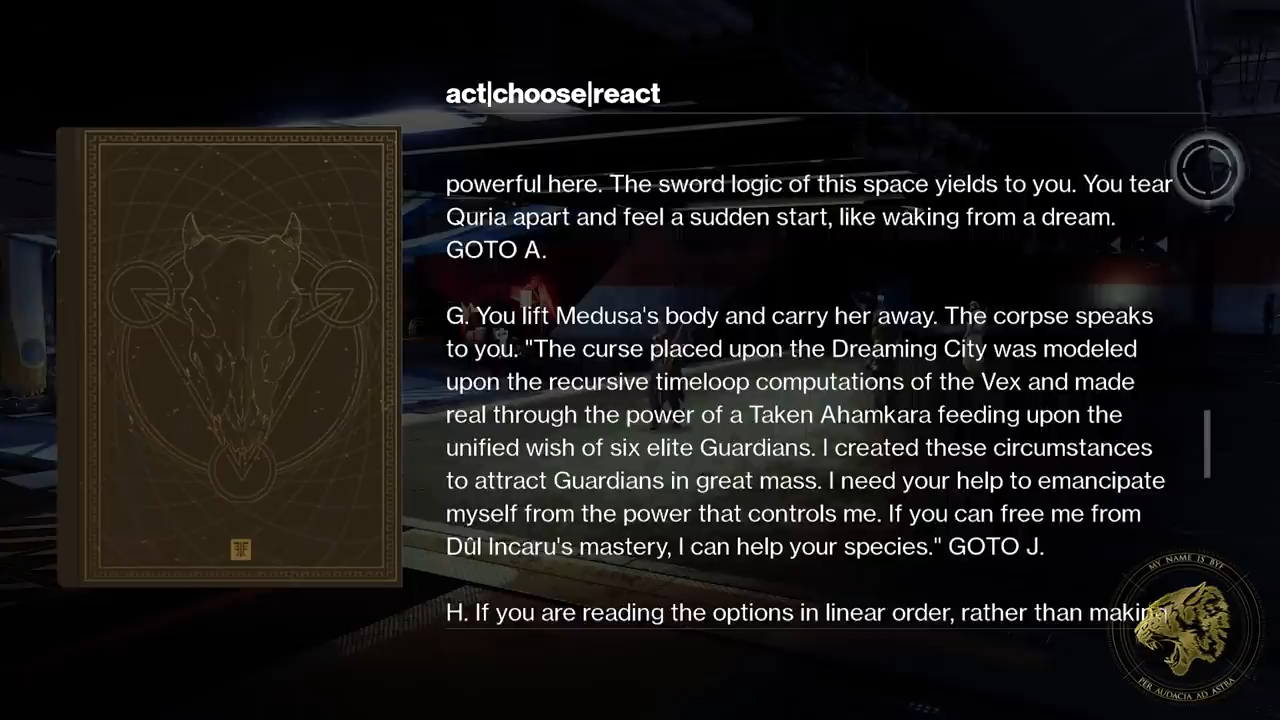 act|choose|react
powerful here. The sword logic of this space yields to you. You tear
Quria apart and feel a sudden start, like waking from a dream.
GOTO A.
G. You lift Medusa's body and carry her away. The corpse speaks
to you. "The curse placed upon the Dreaming City was modeled
upon the recursive timeloop computations of the Vex and made
real through the power of a Taken Ahamkara feeding upon the
unified wish of six elite Guardians. I created these circumstances
to attract Guardians in great mass. I need your help to emancipate
myself from the power that controls me. If you can free me from
Dûl Incaru's mastery, I can help your species." GOTO J.
H. If you are reading the options in linear order, rather than making
MY NAME IS BYF
PER AUDACIA AD ASTRA